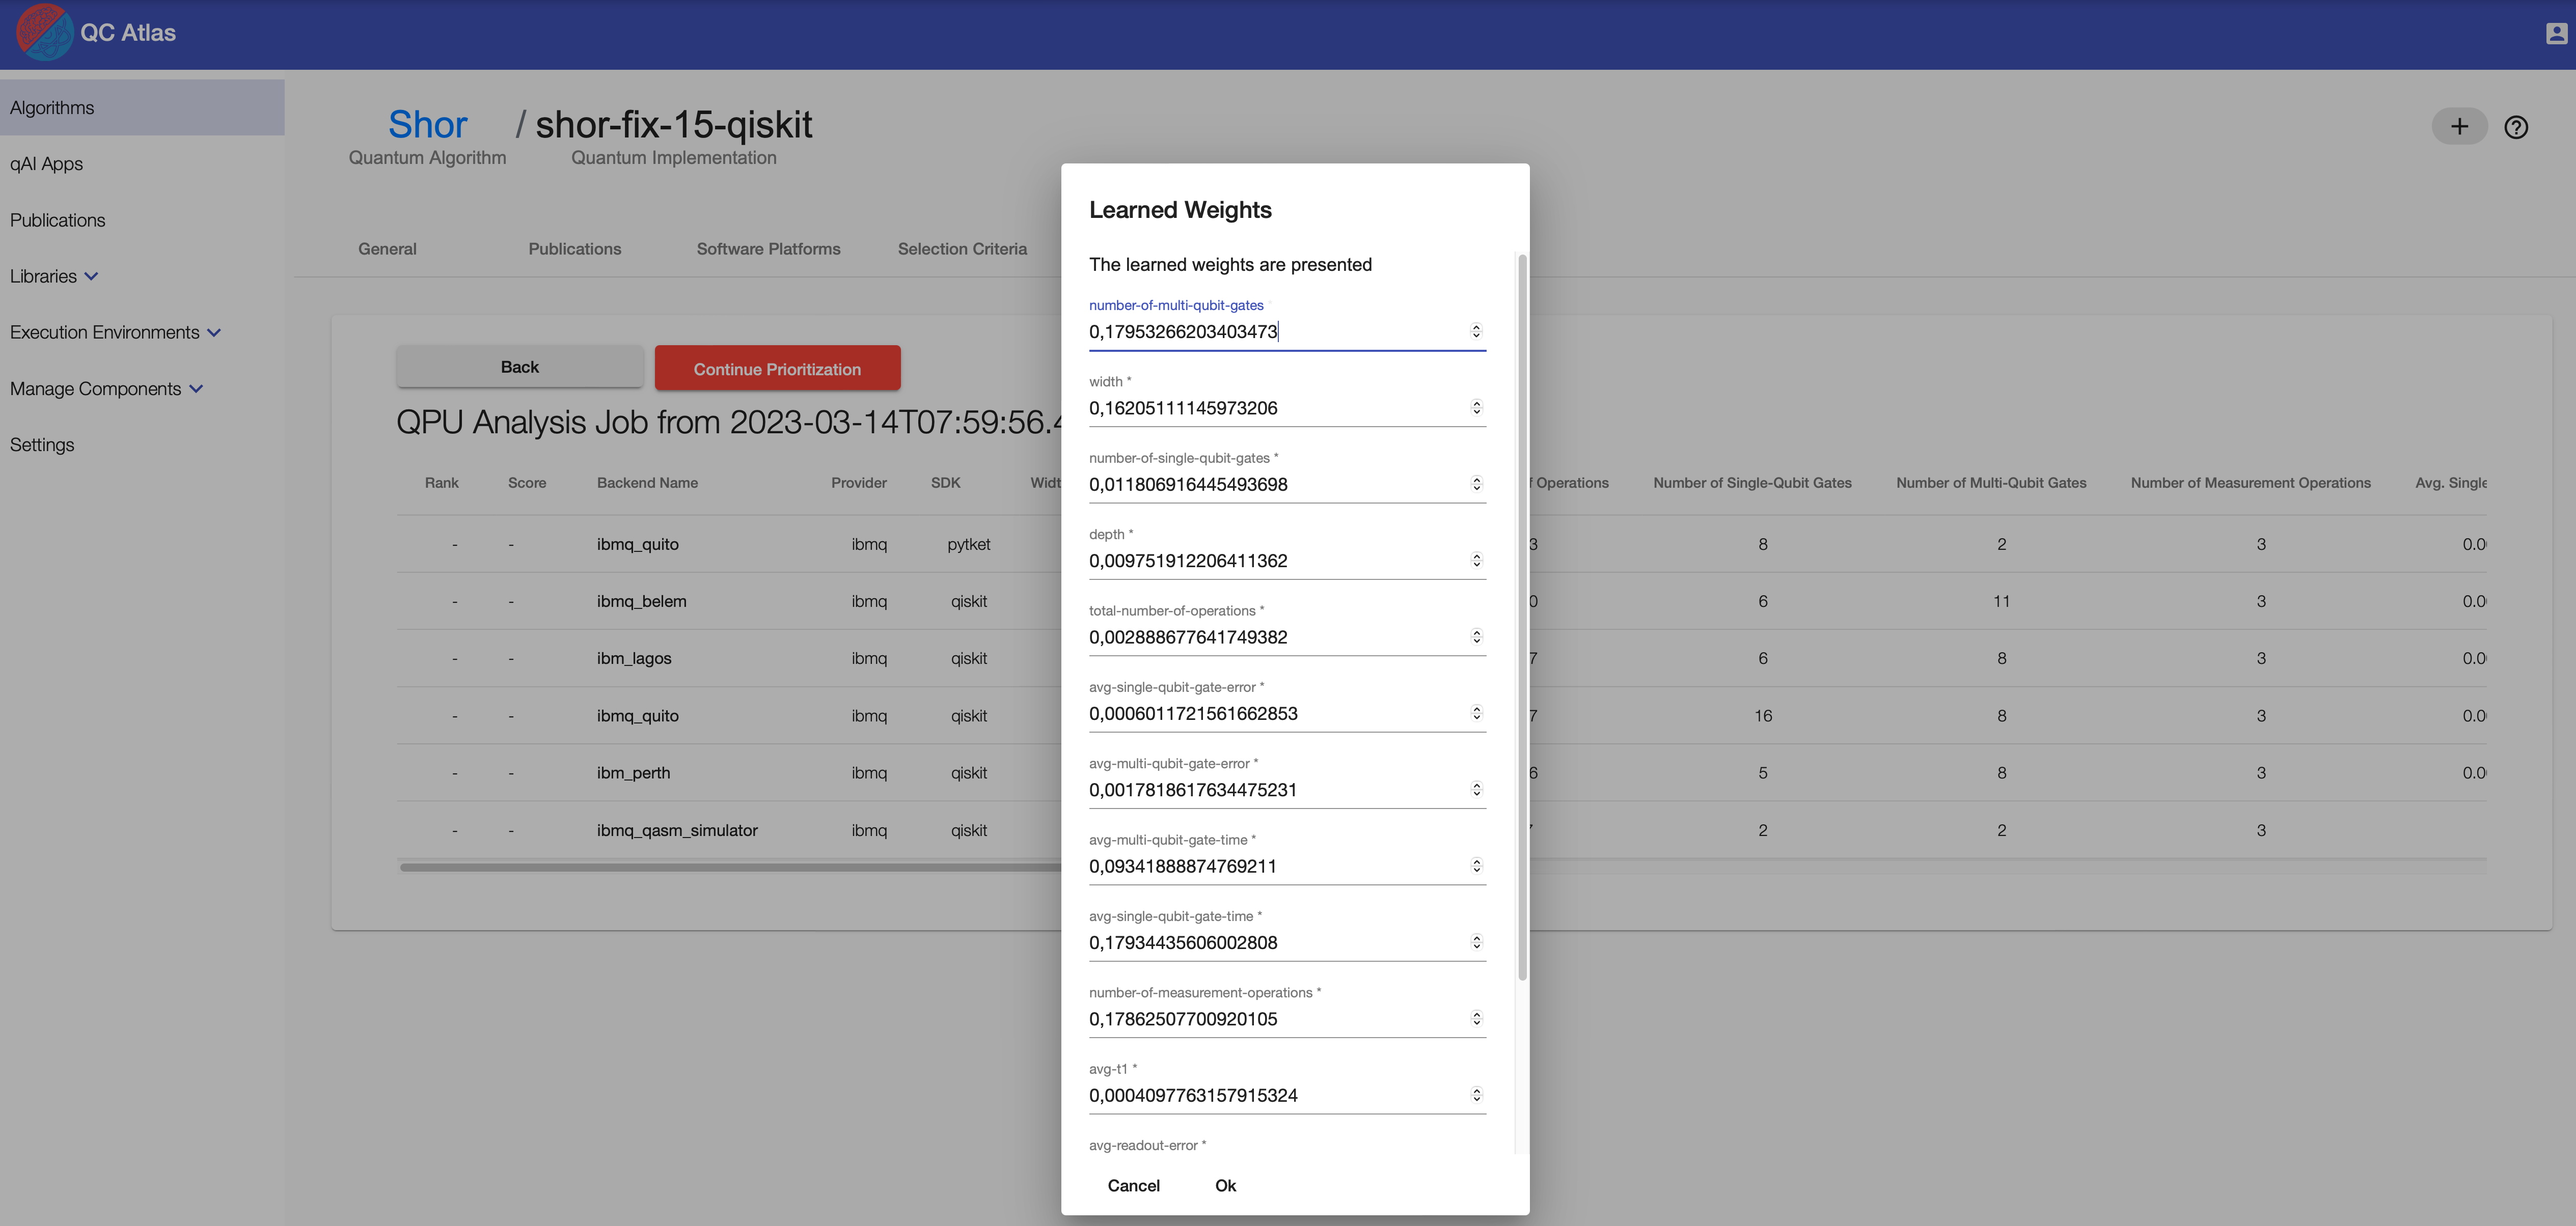 QC Atlas
Algorithms
qAI Apps
Publications
Libraries
Execution Environments
Manage Components
Settings
Shor / shor-fix-15-qiskit
Quantum Algorithm Quantum Implementation
General Publications Software Platforms Selection Criteria
Back Continue Prioritization
QPU Analysis Job from 2023-03-14T07:59:56.4
Rank Score Backend Name Provider SDK Operations Number of Single-Qubit Gates Number of Multi-Qubit Gates Number of Measurement Operations Avg. Single
- - ibmq_quito ibmq pytket 3 8 2 3 0.0
- - ibmq_belem ibmq qiskit 0 6 11 3 0.0
- - ibm_lagos ibmq qiskit 7 6 8 3 0.0
- - ibmq_quito ibmq qiskit 7 16 8 3 0.0
- - ibm_perth ibmq qiskit 6 5 8 3 0.0
- - ibmq_qasm_simulator ibmq qiskit 2 2 3
Learned Weights
The learned weights are presented
number-of-multi-qubit-gates
0,17953266203403473
width *
0,16205111145973206
number-of-single-qubit-gates *
0,011806916445493698
depth *
0,009751912206411362
total-number-of-operations *
0,002888677641749382
avg-single-qubit-gate-error *
0,0006011721561662853
avg-multi-qubit-gate-error *
0,0017818617634475231
avg-multi-qubit-gate-time *
0,09341888874769211
avg-single-qubit-gate-time *
0,17934435606002808
number-of-measurement-operations *
0,17862507700920105
avg-t1 *
0,0004097763157915324
avg-readout-error *
Cancel Ok